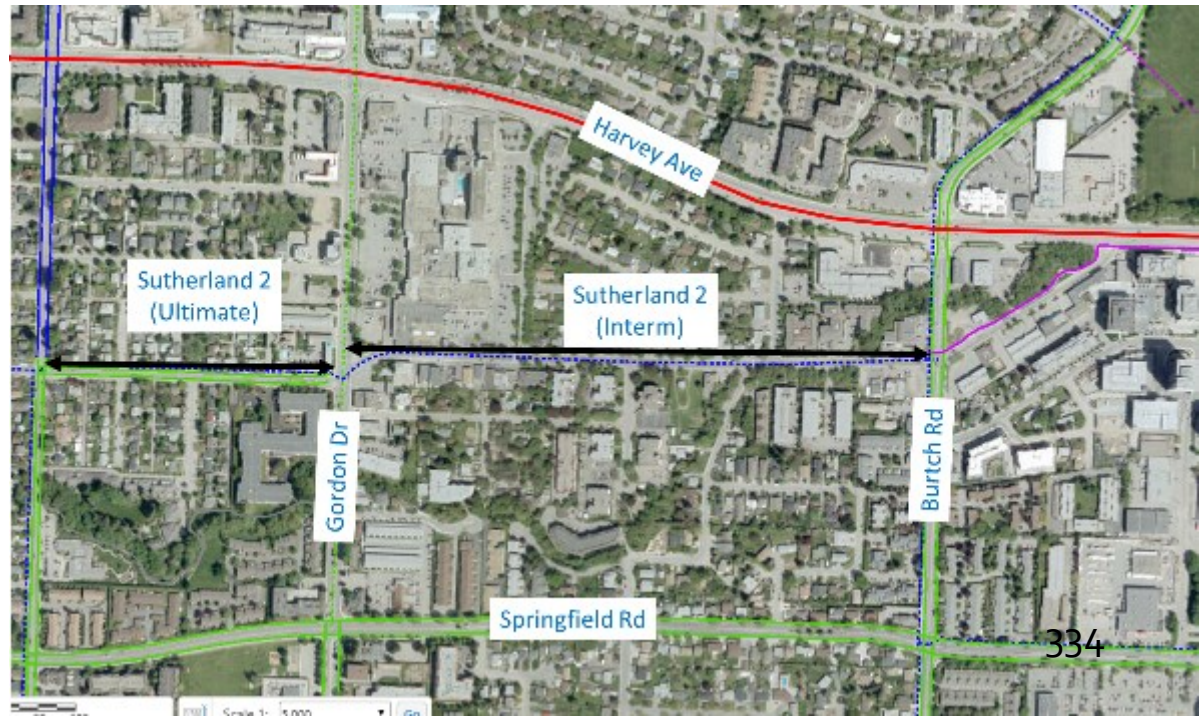 Harvey Ave
Sutherland 2
(Ultimate)
Sutherland 2
(Interm)
Gordon Dr
Burtch Rd
Springfield Rd
334
Scale 1: 5,000
Go